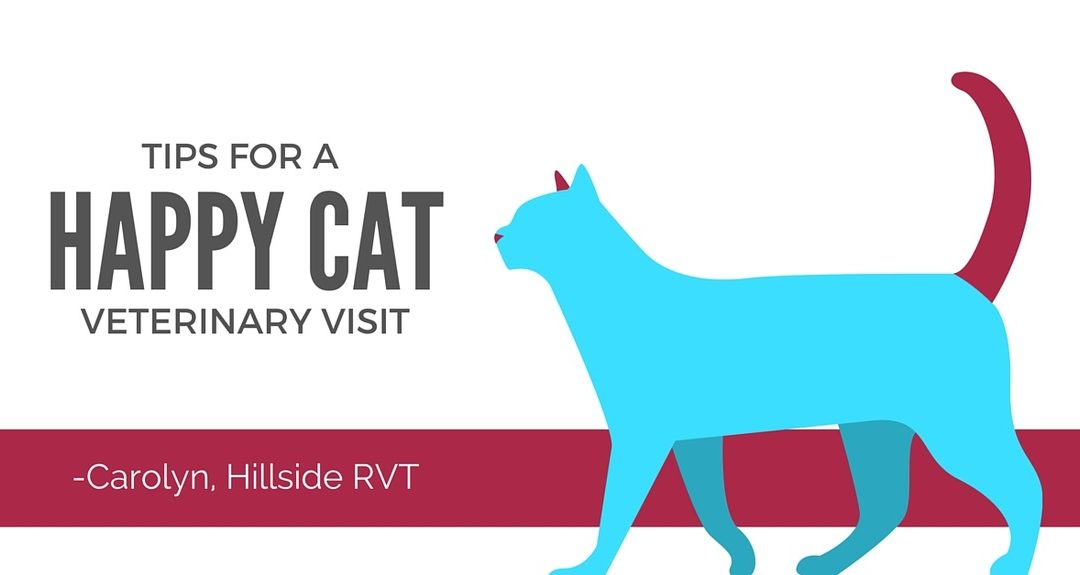 TIPS FOR A
HAPPY CAT
VETERINARY VISIT
-Carolyn, Hillside RVT